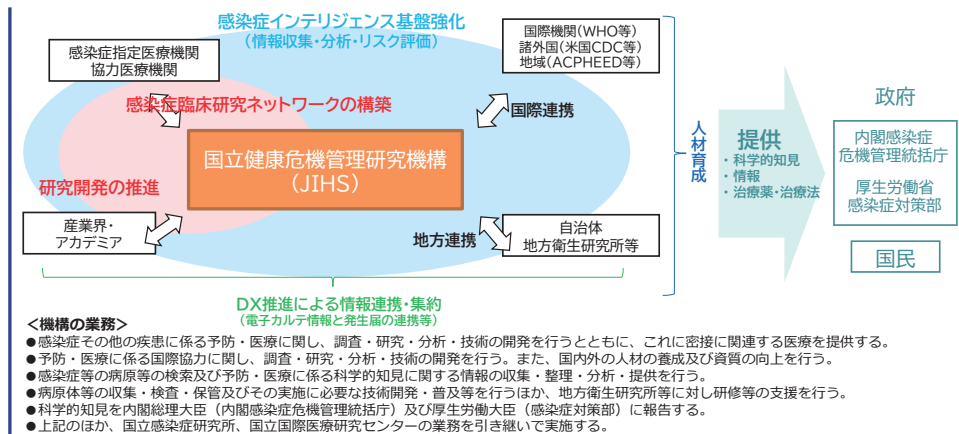 感染症インテリジェンス基盤強化
（情報収集・分析・リスク評価）
感染症指定医療機関
協力医療機関
国際機関（WHO等）
諸外国（米国CDC等）
地域（ACPHEED等）
感染症臨床研究ネットワークの構築
国際連携
国立健康危機管理研究機構
（JIHS）
研究開発の推進
産業界・
アカデミア
地方連携
自治体
地方衛生研究所等
人材育成
提供
・科学的知見
・情報
・治療薬・治療法
政府
内閣感染症
危機管理統括庁
厚生労働省
感染症対策部
国民
DX推進による情報連携・集約
（電子カルテ情報と発生届の連携等）
＜機構の業務＞
●感染症その他の疾患に係る予防・医療に関し、調査・研究・分析・技術の開発を行うとともに、これに密接に関連する医療を提供する。
●予防・医療に係る国際協力に関し、調査・研究・分析・技術の開発を行う。また、国内外の人材の養成及び資質の向上を行う。
●感染症等の病原等の検索及び予防・医療に係る科学的知見に関する情報の収集・整理・分析・提供を行う。
●病原体等の収集・検査・保管及びその実施に必要な技術開発・普及等を行うほか、地方衛生研究所等に対し研修等の支援を行う。
●科学的知見を内閣総理大臣（内閣感染症危機管理統括庁）及び厚生労働大臣（感染症対策部）に報告する。
●上記のほか、国立感染症研究所、国立国際医療研究センターの業務を引き継いで実施する。